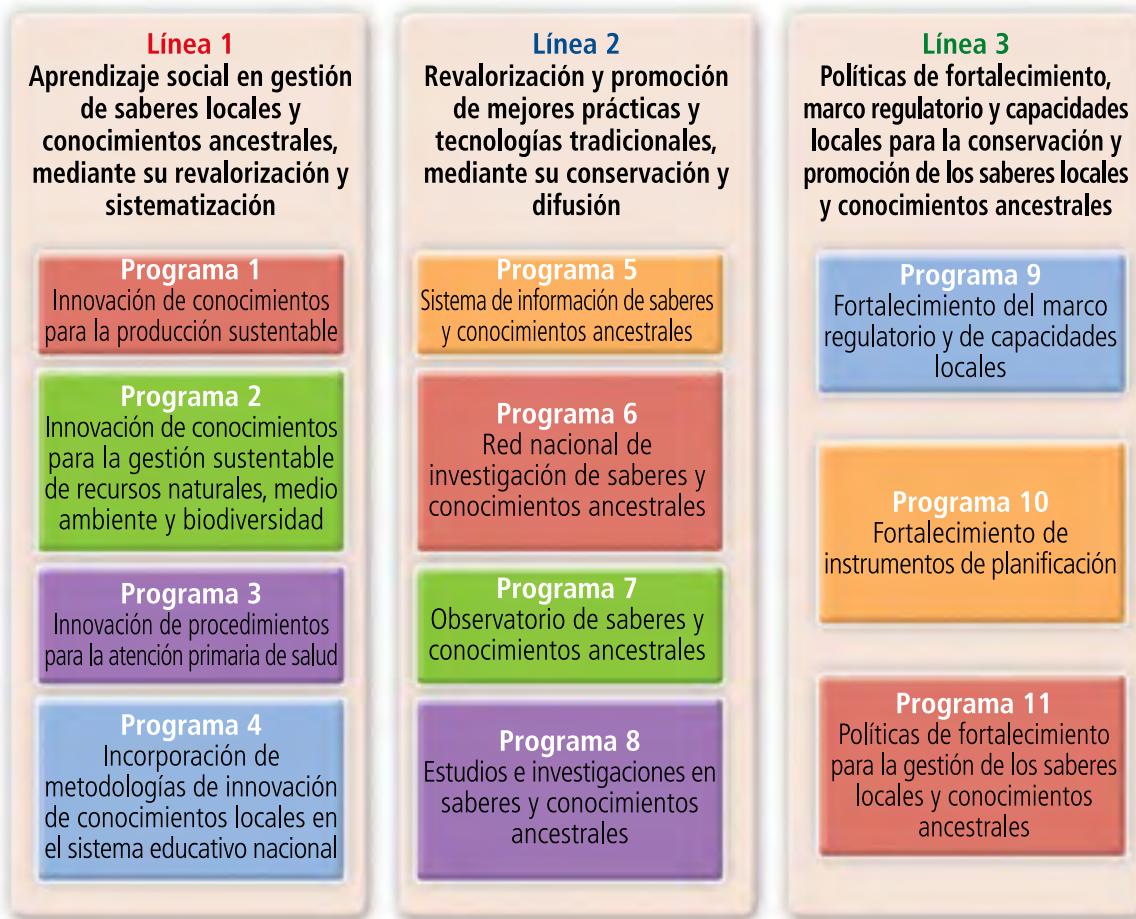 Línea 1
Aprendizaje social en gestión
de saberes locales y
conocimientos ancestrales,
mediante su revalorización y
sistematización
Programa 1
Innovación de conocimientos
para la producción sustentable
Programa 2
Innovación de conocimientos
para la gestión sustentable
de recursos naturales, medio
ambiente y biodiversidad
Programa 3
Innovación de procedimientos
para la atención primaria de salud
Programa 4
Incorporación de
metodologías de innovación
de conocimientos locales en
el sistema educativo nacional
Línea 2
Revalorización y promoción
de mejores prácticas y
tecnologías tradicionales,
mediante su conservación y
difusión
Programa 5
Sistema de información de saberes
y conocimientos ancestrales
Programa 6
Red nacional de
investigación de saberes y
conocimientos ancestrales
Programa 7
Observatorio de saberes y
conocimientos ancestrales
Programa 8
Estudios e investigaciones en
saberes y conocimientos
ancestrales
Línea 3
Políticas de fortalecimiento,
marco regulatorio y capacidades
locales para la conservación y
promoción de los saberes locales
y conocimientos ancestrales
Programa 9
Fortalecimiento del marco
regulatorio y de capacidades
locales
Programa 10
Fortalecimiento de
instrumentos de planificación
Programa 11
Políticas de fortalecimiento
para la gestión de los saberes
locales y conocimientos
ancestrales